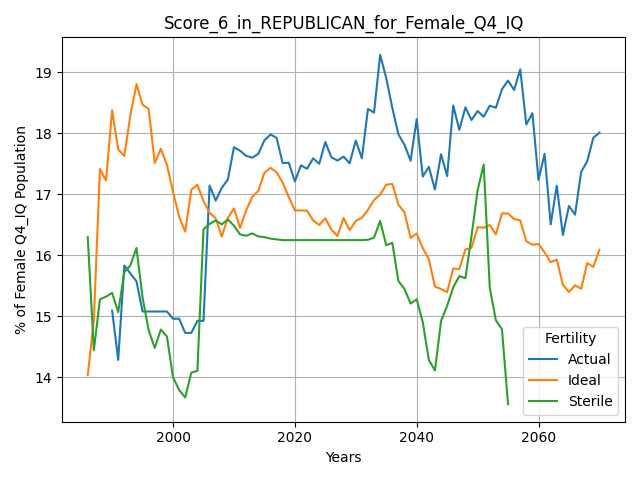 Score_6_in_REPUBLICAN_for_Female_Q4_IQ
% of Female Q4_IQ Population
19
18
17
16
15
14
2000
2020
2040
2060
Years
Fertility
Actual
Ideal
Sterile